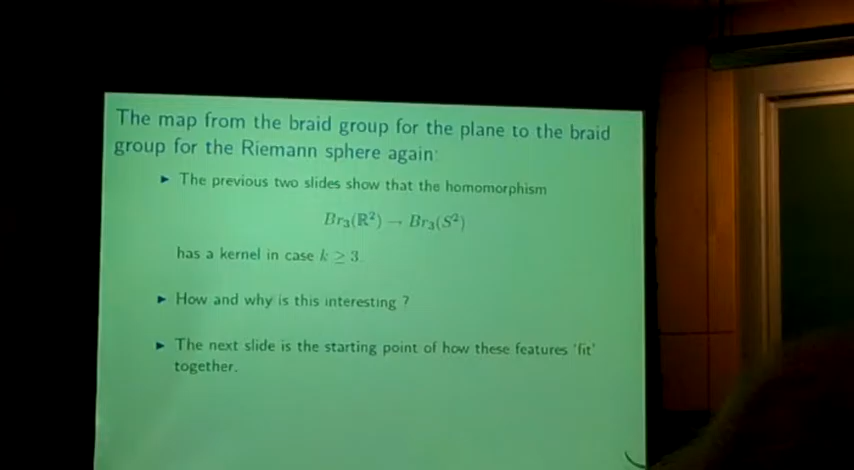 The map from the braid group for the plane to the braid
group for the Riemann sphere again:
► The previous two slides show that the homomorphism
Br₃(ℝ²) → Br₃(S²)
has a kernel in case k ≥ 3.
► How and why is this interesting ?
► The next slide is the starting point of how these features 'fit'
together.